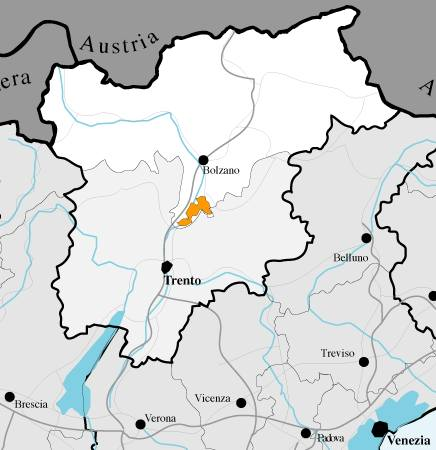 Austria
era
A
Bolzano
Trento
Belluno
Treviso
Vicenza
Brescia
Verona
Padova
Venezia